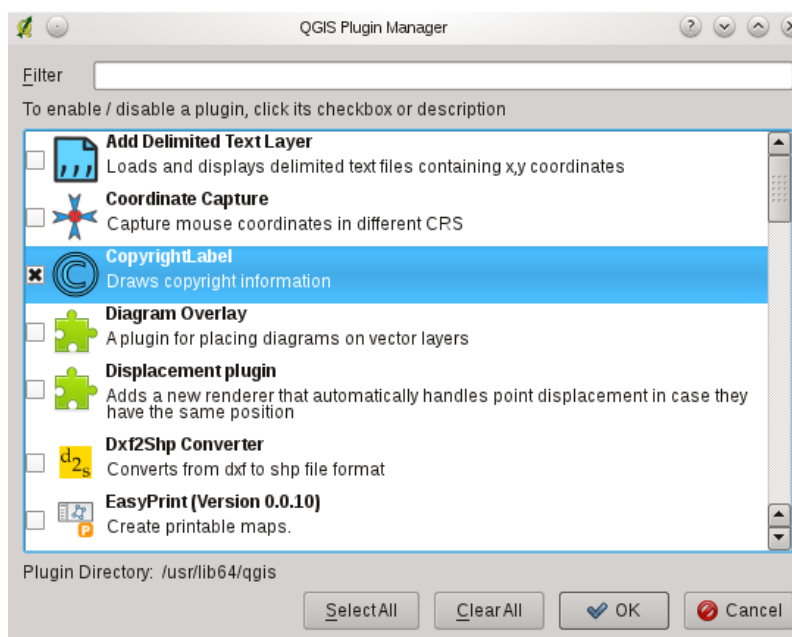 QGIS Plugin Manager
Filter
To enable / disable a plugin, click its checkbox or description
Add Delimited Text Layer
,,,
Loads and displays delimited text files containing x,y coordinates
Coordinate Capture
Capture mouse coordinates in different CRS
CopyrightLabel
©
Draws copyright information
Diagram Overlay
A plugin for placing diagrams on vector layers
Displacement plugin
Adds a new renderer that automatically handles point displacement in case they
have the same position
Dxf2Shp Converter
d2s
Converts from dxf to shp file format
EasyPrint (Version 0.0.10)
P
Create printable maps.
Plugin Directory: /usr/lib64/qgis
Select All
Clear All
OK
Cancel